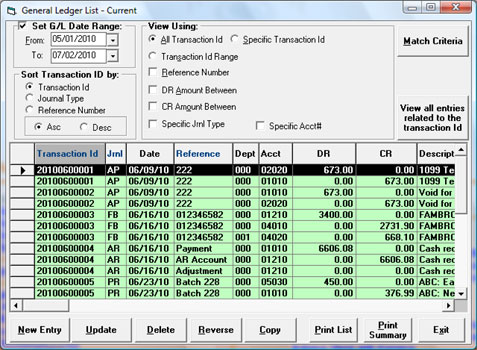 General Ledger List - Current
Set G/L Date Range:
From: 05/01/2010
To: 07/02/2010
Sort Transaction ID by:
Transaction Id
Journal Type
Reference Number
Asc Desc
View Using:
All Transaction Id Specific Transaction Id
Transaction Id Range
Reference Number
DR Amount Between
CR Amount Between
Specific Jrnl Type Specific Acct#
Match Criteria
View all entries
related to the
transaction Id
Transaction Id Jrnl Date Reference Dept Acct DR CR Descript
20100600001 AP 06/09/10 222 000 02020 673.00 0.00 1099 Te
20100600001 AP 06/09/10 222 000 01010 0.00 673.00 1099 Te
20100600002 AP 06/09/10 222 000 01010 673.00 0.00 Void for
20100600002 AP 06/09/10 222 000 02020 0.00 673.00 Void for
20100600003 FB 06/16/10 012346582 000 01210 3400.00 0.00 FAMBRO
20100600003 FB 06/16/10 012346582 000 04010 0.00 2731.90 FAMBRO
20100600003 FB 06/16/10 012346582 001 04020 0.00 668.10 FAMBRO
20100600004 AR 06/16/10 Payment 000 01010 6606.08 0.00 Cash rec
20100600004 AR 06/16/10 AR Account 000 01210 0.00 6606.08 Cash rec
20100600004 AR 06/16/10 Adjustment 000 01210 0.00 0.00 Cash rec
20100600005 PR 06/23/10 Batch 228 000 05030 450.00 0.00 ABC: Ea
20100600005 PR 06/23/10 Batch 228 000 01010 0.00 376.99 ABC: Ne
New Entry Update Delete Reverse Copy Print List Print Summary Exit